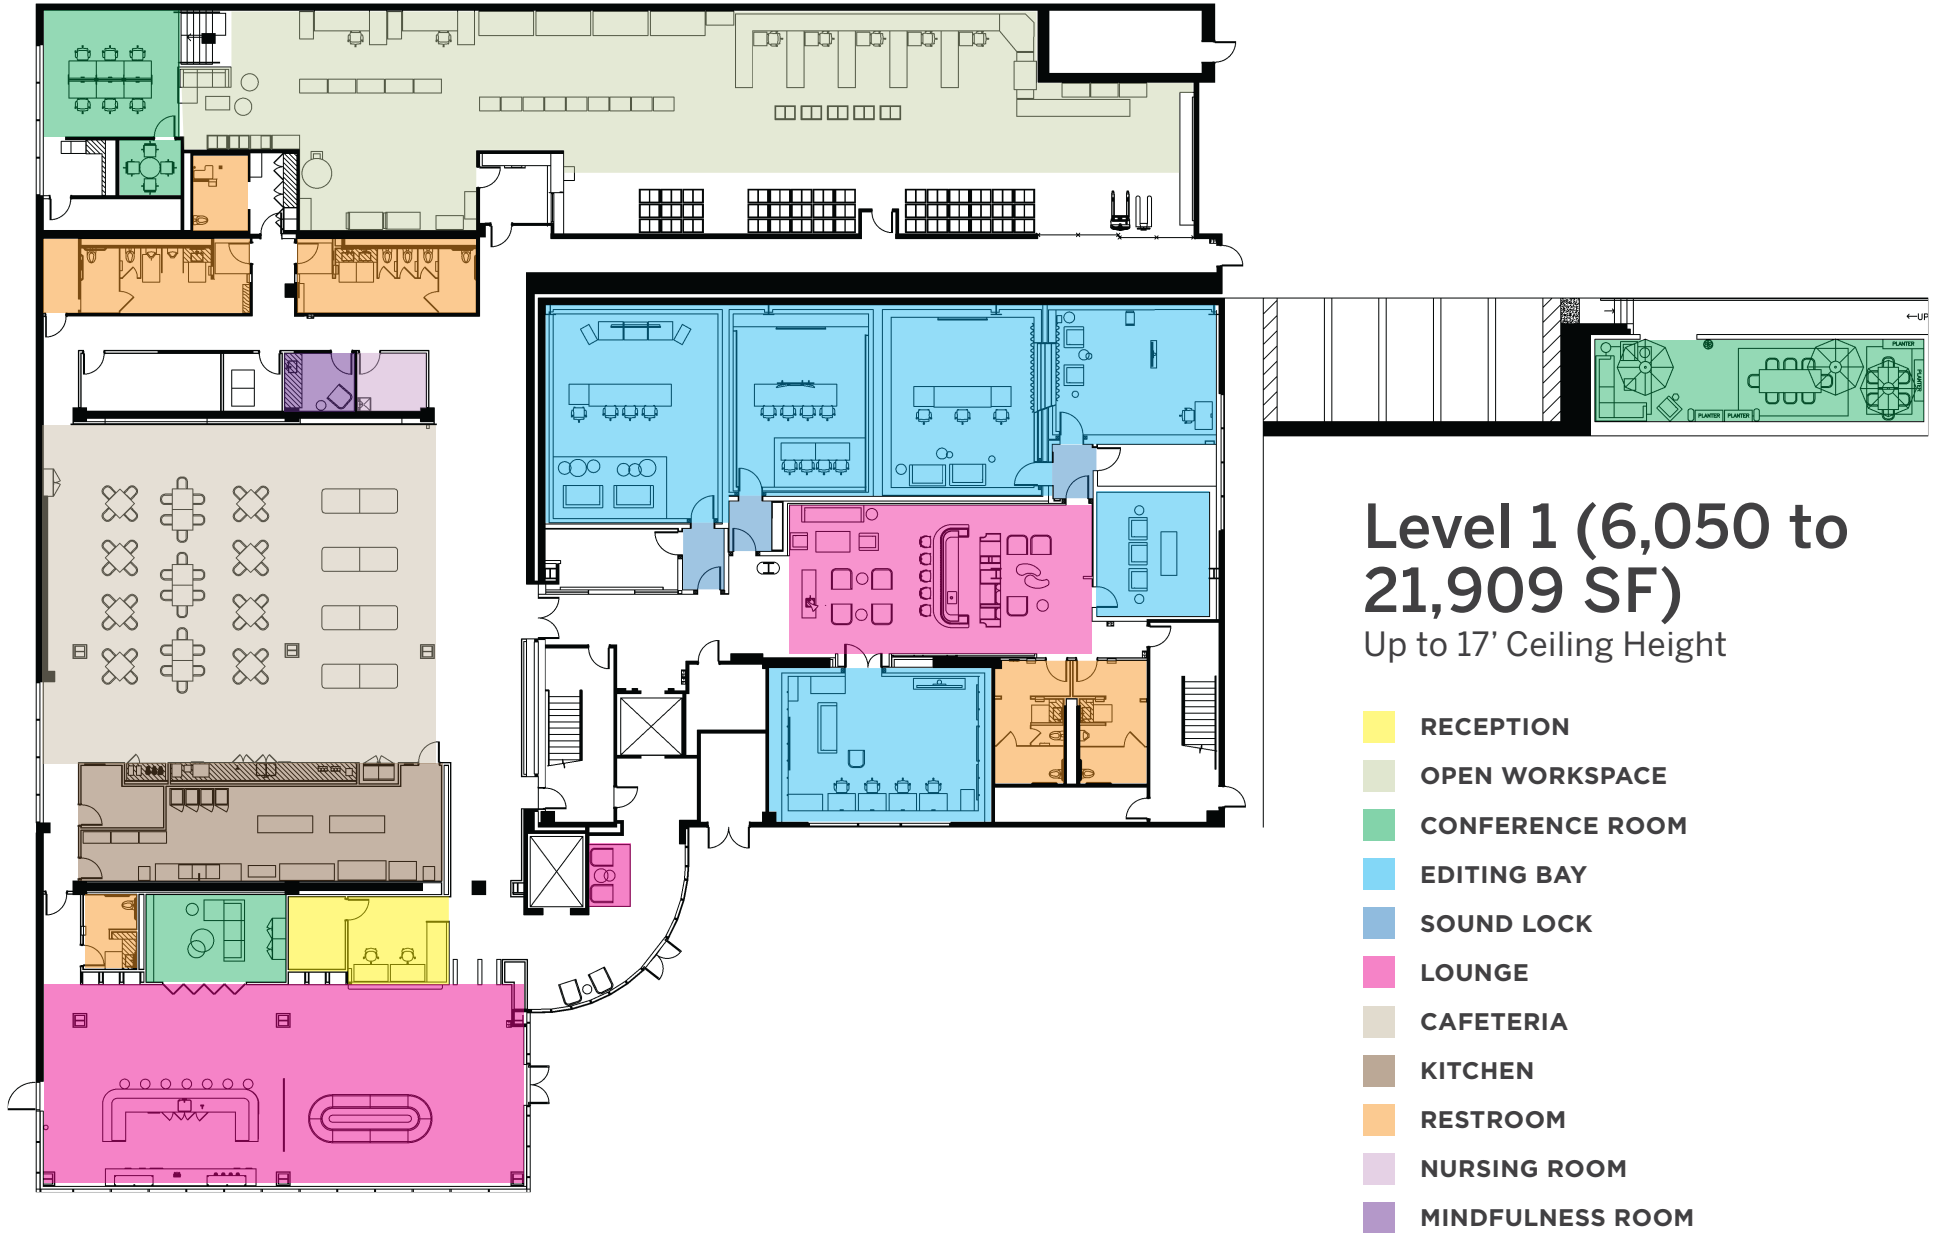 ←UP
PLANTER
PLANTER
PLANTER PLANTER
Level 1 (6,050 to
21,909 SF)
Up to 17’ Ceiling Height
RECEPTION
OPEN WORKSPACE
CONFERENCE ROOM
EDITING BAY
SOUND LOCK
LOUNGE
CAFETERIA
KITCHEN
RESTROOM
NURSING ROOM
MINDFULNESS ROOM